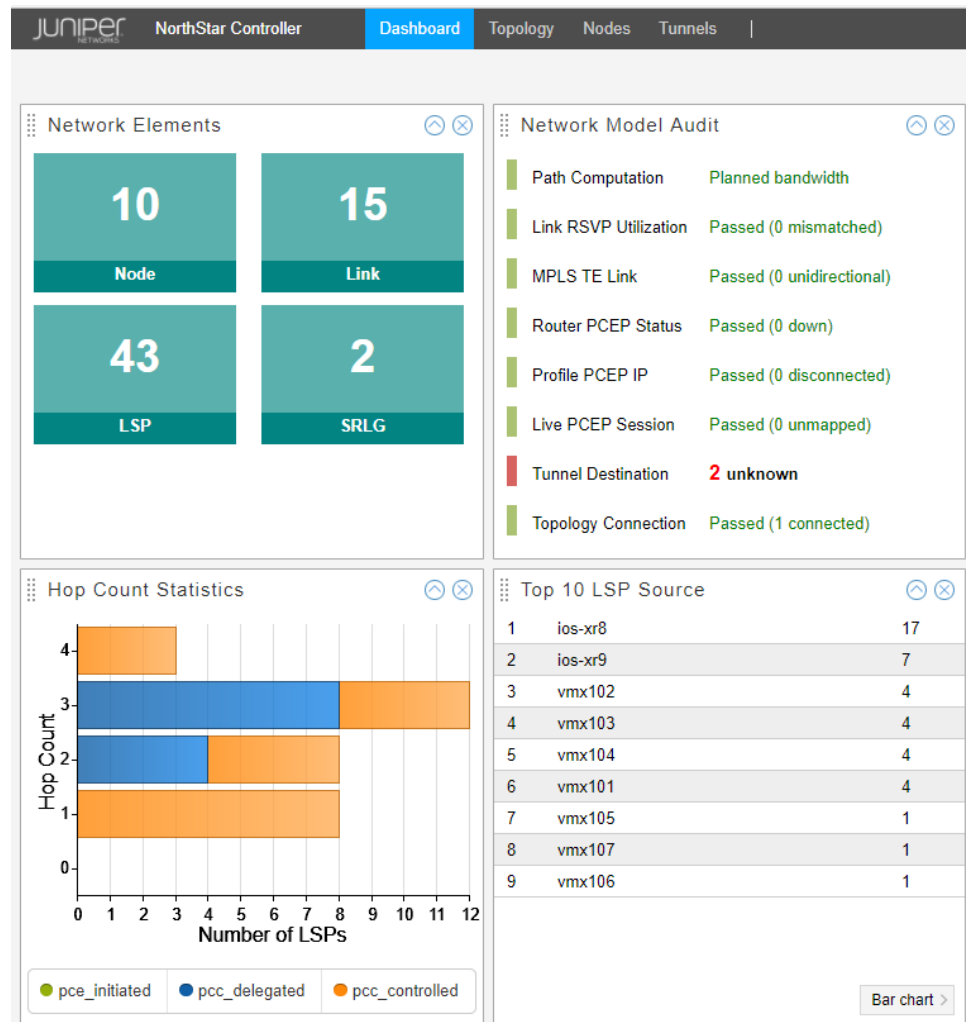 JUNIPER NETWORKS NorthStar Controller Dashboard Topology Nodes Tunnels
Network Elements
10
Node
15
Link
43
LSP
2
SRLG
Network Model Audit
Path Computation Planned bandwidth
Link RSVP Utilization Passed (0 mismatched)
MPLS TE Link Passed (0 unidirectional)
Router PCEP Status Passed (0 down)
Profile PCEP IP Passed (0 disconnected)
Live PCEP Session Passed (0 unmapped)
Tunnel Destination 2 unknown
Topology Connection Passed (1 connected)
Hop Count Statistics
Hop Count
4
3
2
1
0
0 1 2 3 4 5 6 7 8 9 10 11 12
Number of LSPs
pce_initiated pcc_delegated pcc_controlled
Top 10 LSP Source
1 ios-xr8 17
2 ios-xr9 7
3 vmx102 4
4 vmx103 4
5 vmx104 4
6 vmx101 4
7 vmx105 1
8 vmx107 1
9 vmx106 1
Bar chart >